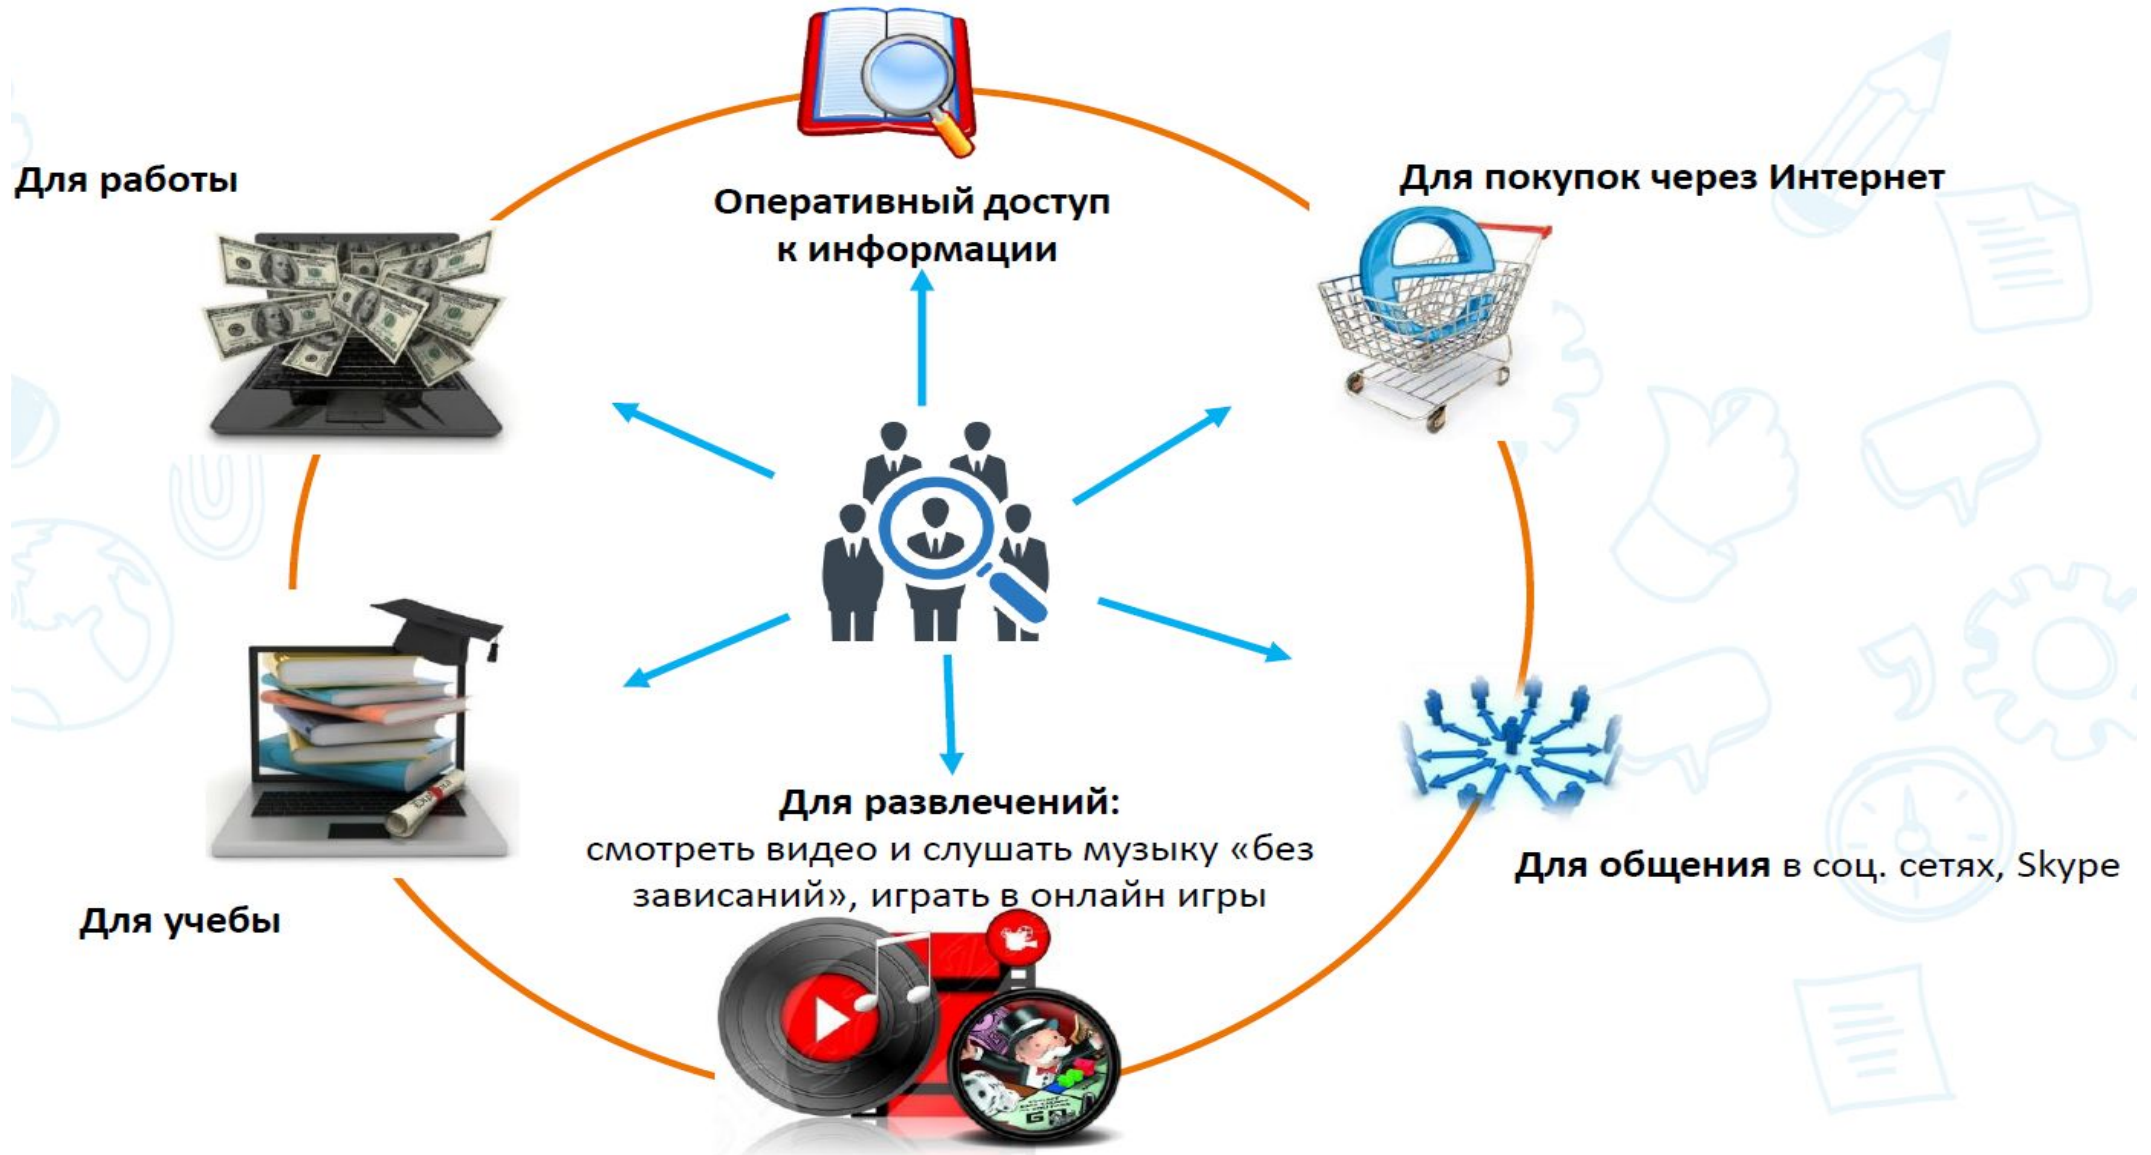 Для работы
Оперативный доступ
к информации
Для покупок через Интернет
Для развлечений:
смотреть видео и слушать музыку «без
зависаний», играть в онлайн игры
Для общения в соц. сетях, Skype
Для учебы